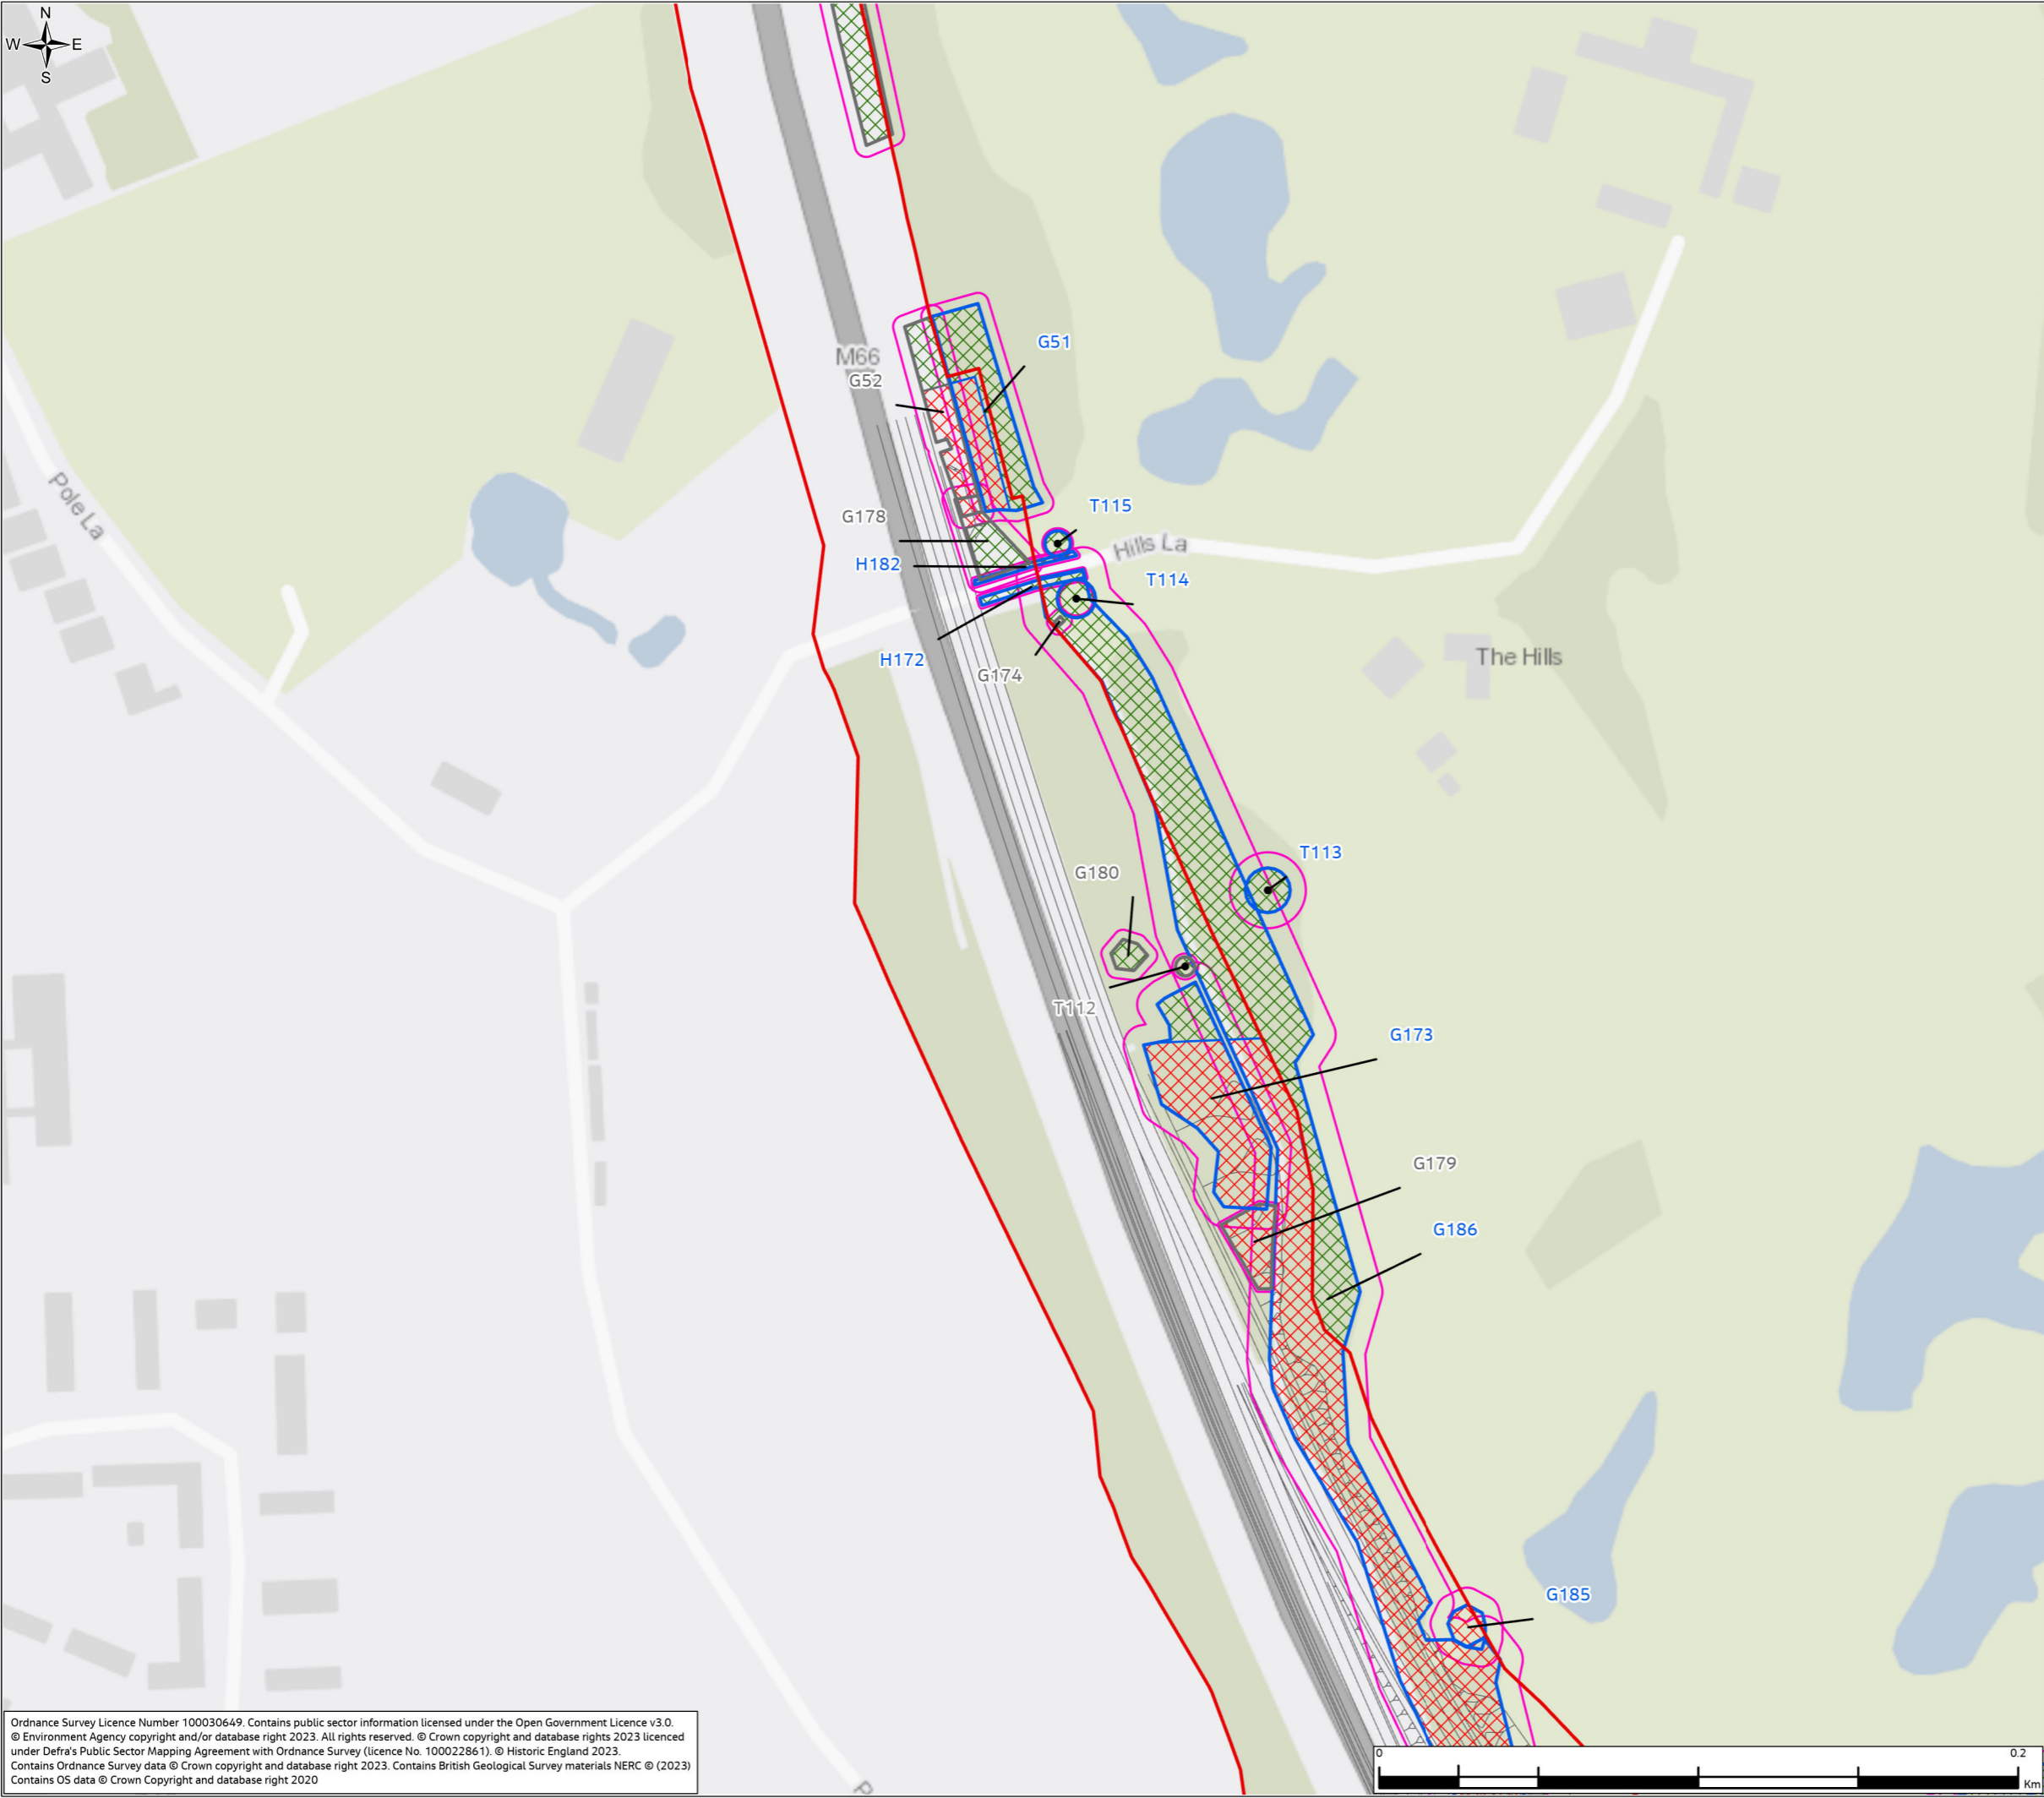 N
W E
S
M66
G51
G52
Pole La
G178
T115
Hills La
H182
T114
H172
G174
The Hills
T113
G180
T112
G173
G179
G186
G185
P
Ordnance Survey Licence Number 100030649. Contains public sector information licensed under the Open Government Licence v3.0.
© Environment Agency copyright and/or database right 2023. All rights reserved. © Crown copyright and database rights 2023 licenced
under Defra's Public Sector Mapping Agreement with Ordnance Survey (licence No. 100022861). © Historic England 2023.
Contains Ordnance Survey data © Crown copyright and database right 2023. Contains British Geological Survey materials NERC © (2023)
Contains OS data © Crown Copyright and database right 2020
0 0.2
Km